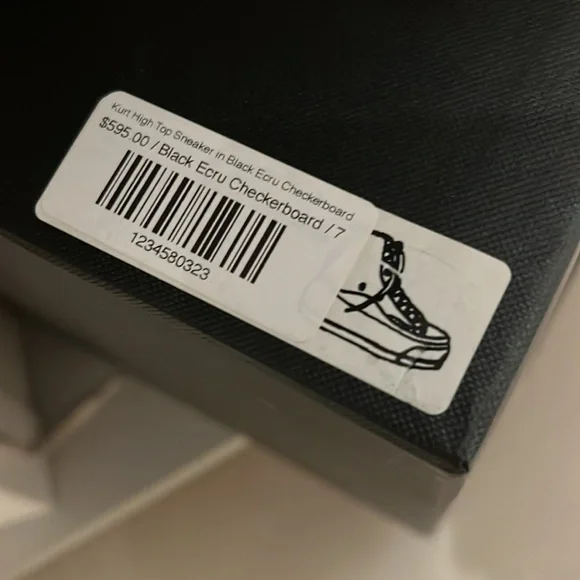 Kurt High Top Sneaker in Black Ecru Checkerboard
$595.00 / Black Ecru Checkerboard / 7
1234580323